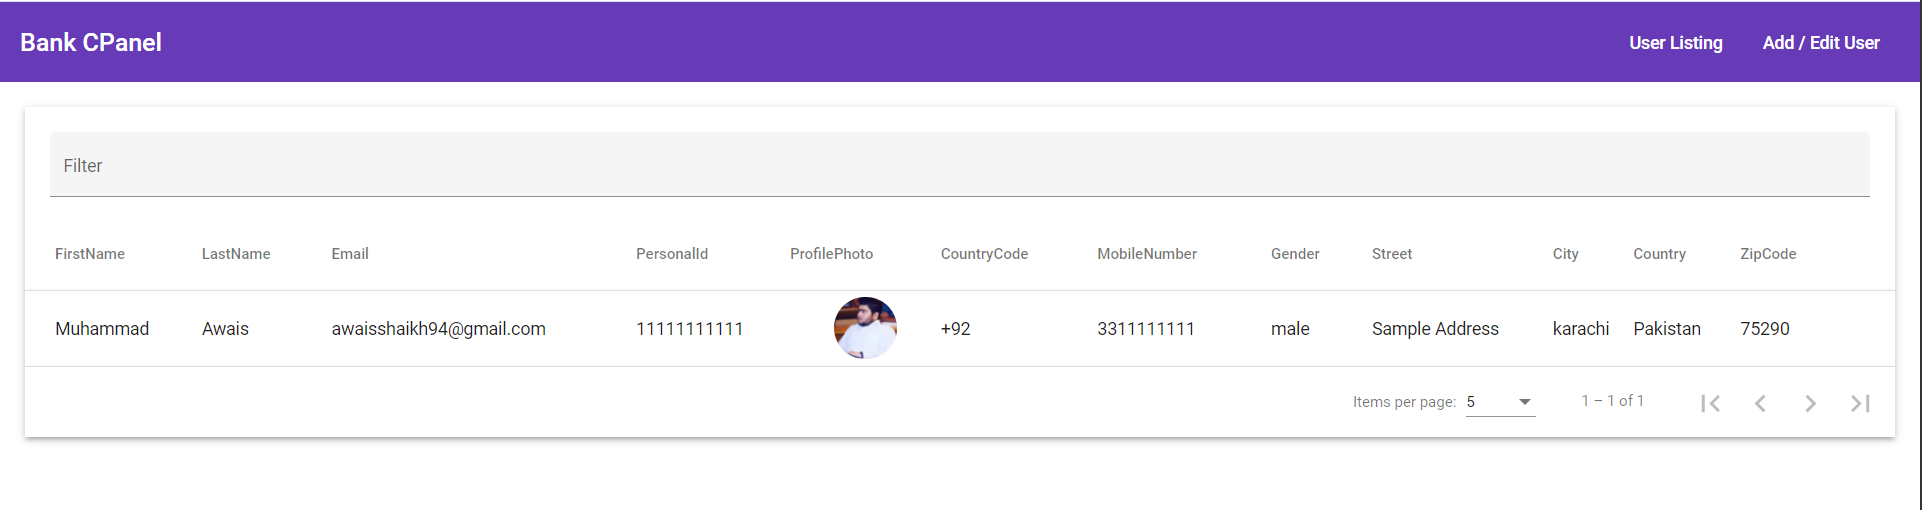 Bank CPanel User Listing Add / Edit User
Filter
FirstName LastName Email PersonalId ProfilePhoto CountryCode MobileNumber Gender Street City Country ZipCode
Muhammad Awais awaisshaikh94@gmail.com 11111111111 +92 3311111111 male Sample Address karachi Pakistan 75290
Items per page: 5 1 – 1 of 1